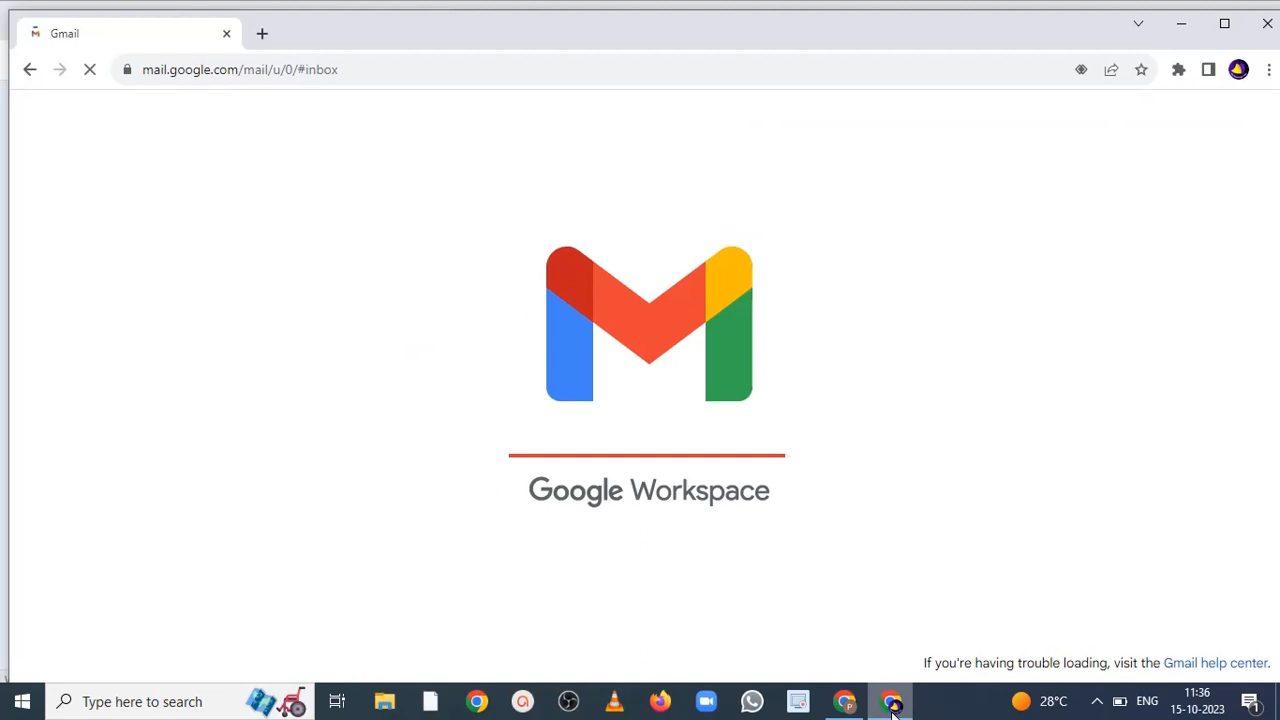 Gmail
mail.google.com/mail/u/0/#inbox
Google Workspace
If you're having trouble loading, visit the Gmail help center.
Type here to search
28°C
ENG
11:36
15-10-2023
1